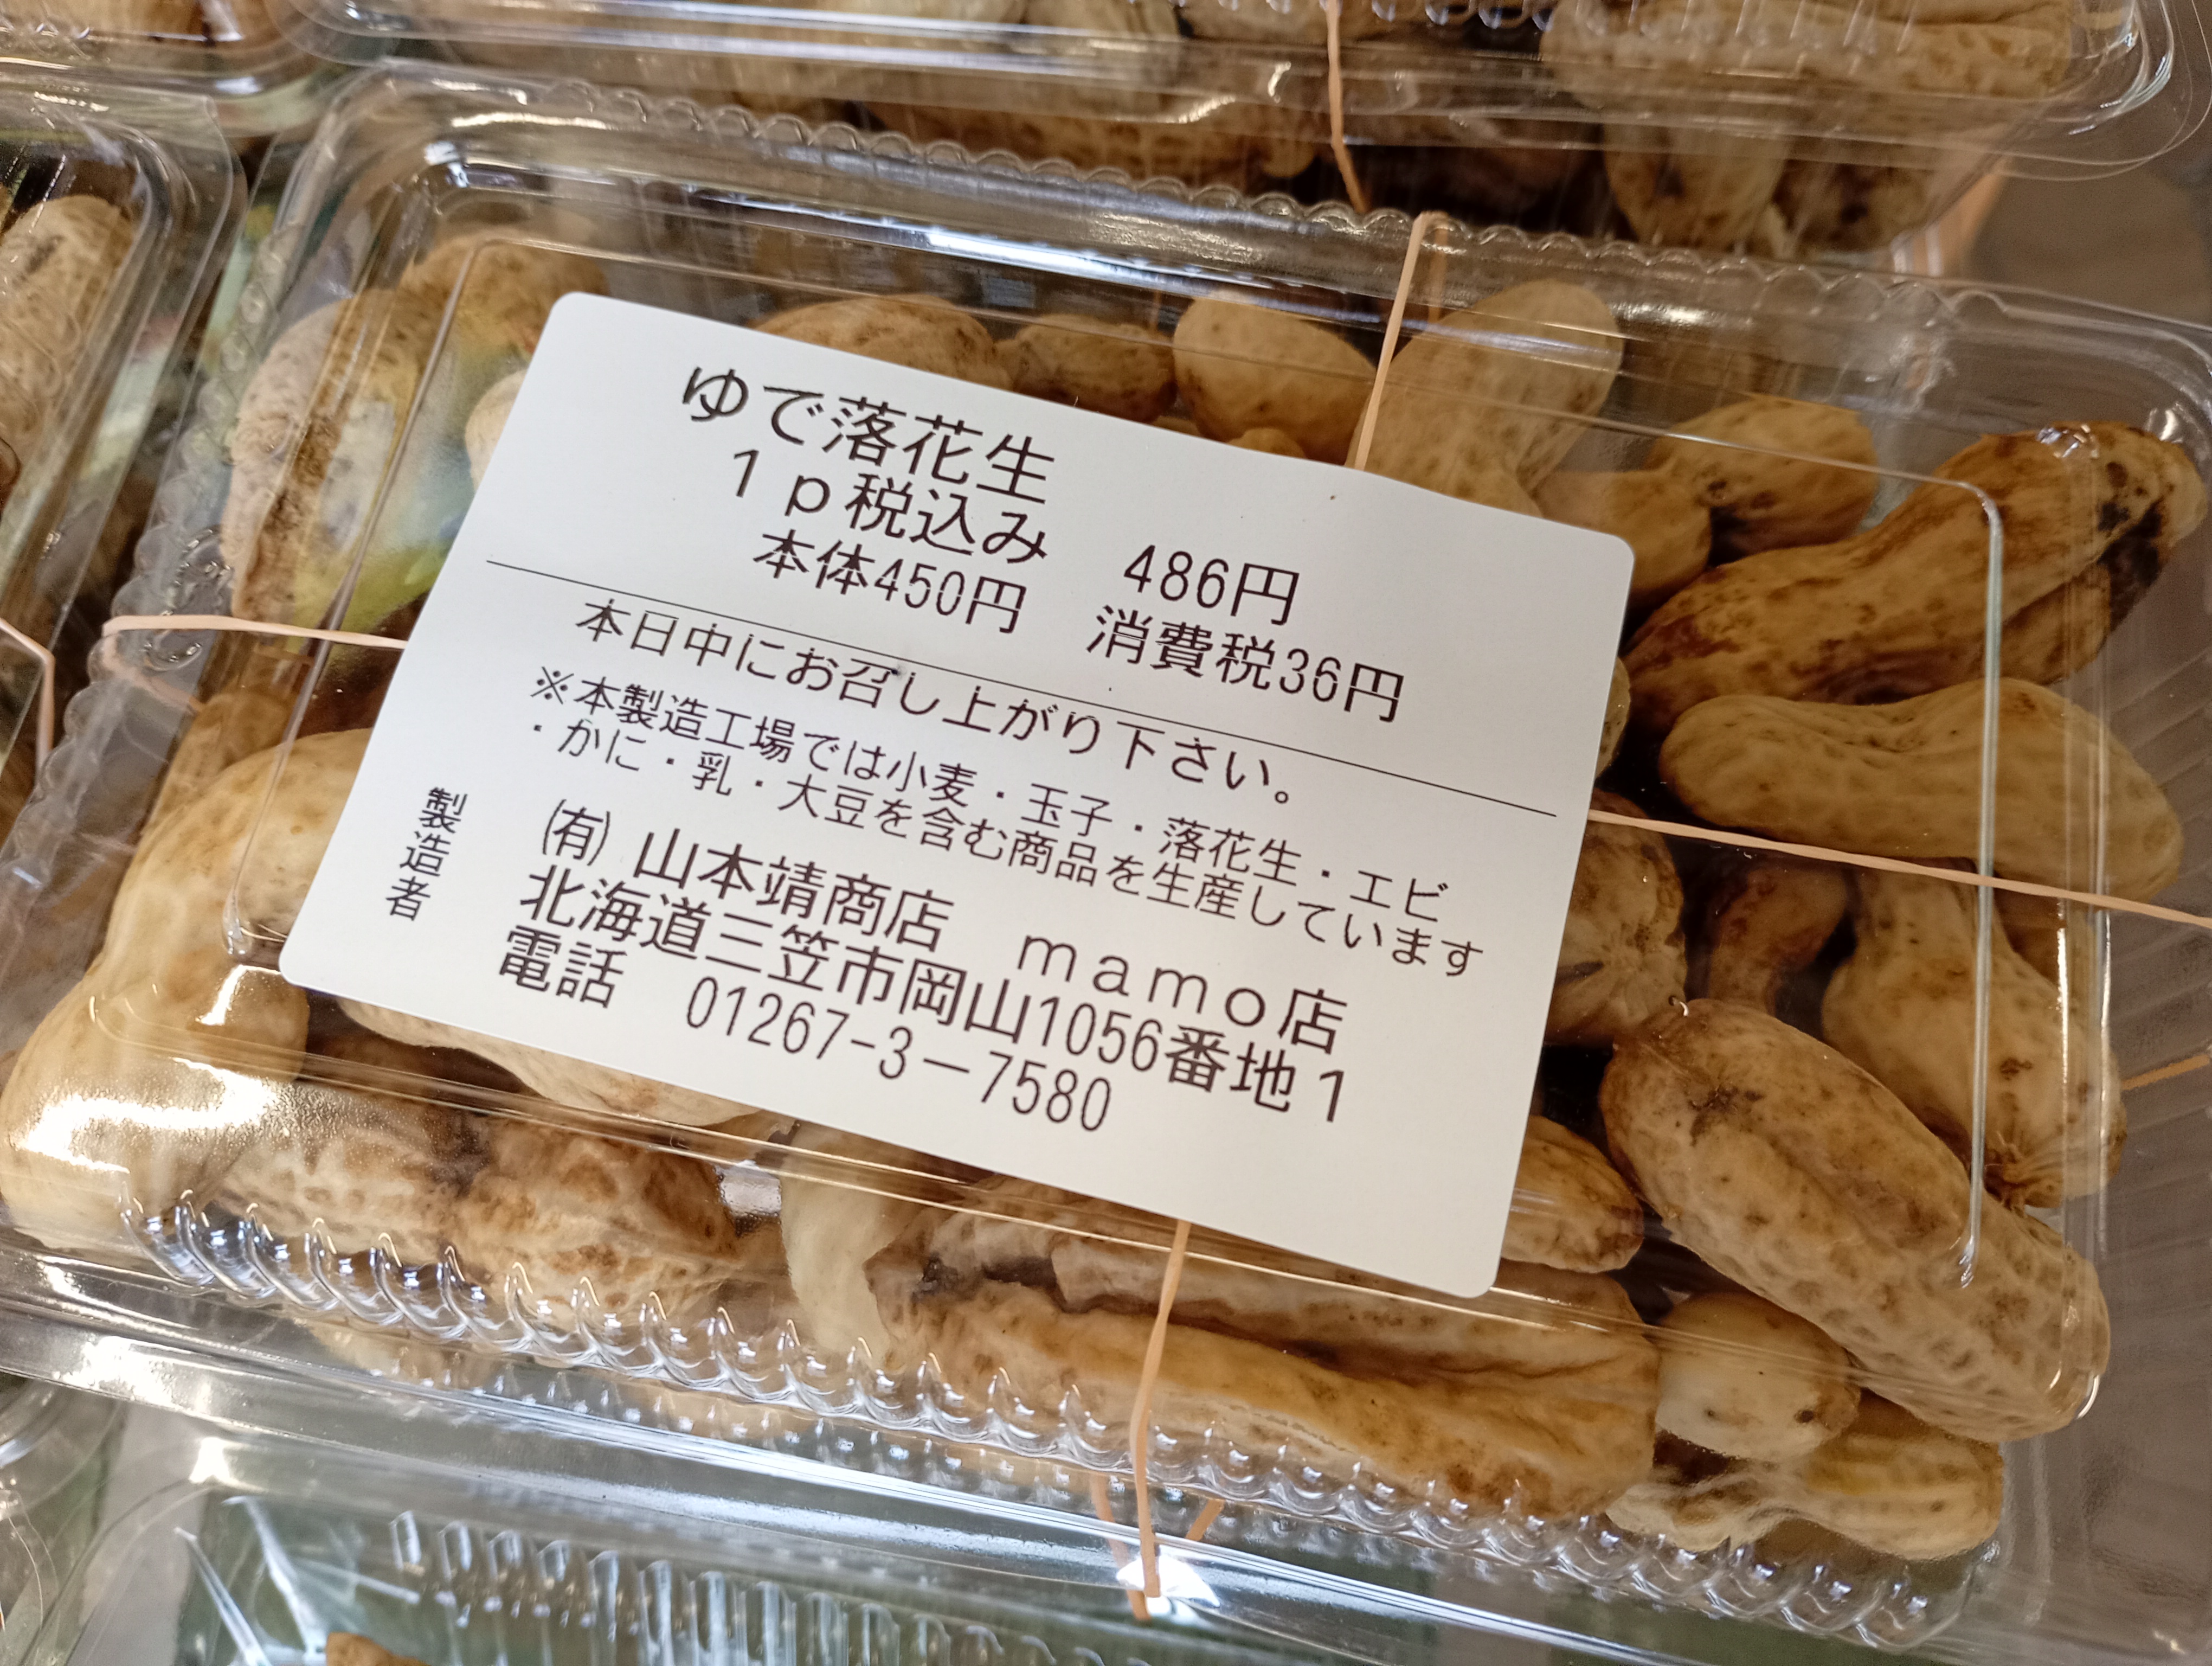 ゆで落花生
１ｐ税込み　486円
本体450円　消費税36円
本日中にお召し上がり下さい。
※本製造工場では小麦・玉子・落花生・エビ
・かに・乳・大豆を含む商品を生産しています
製造者
㈲ 山本靖商店　ｍａｍｏ店
北海道三笠市岡山1056番地１
電話　01267-3－7580